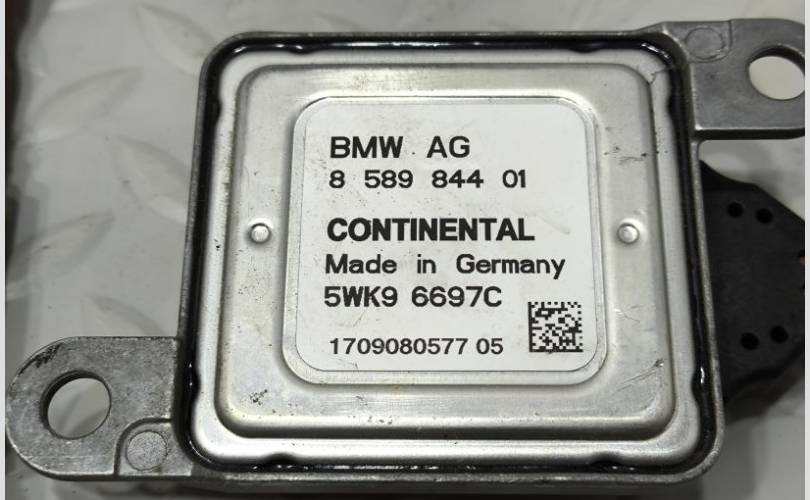 BMW AG
8 589 844 01
CONTINENTAL
Made in Germany
5WK9 6697C
1709080577 05